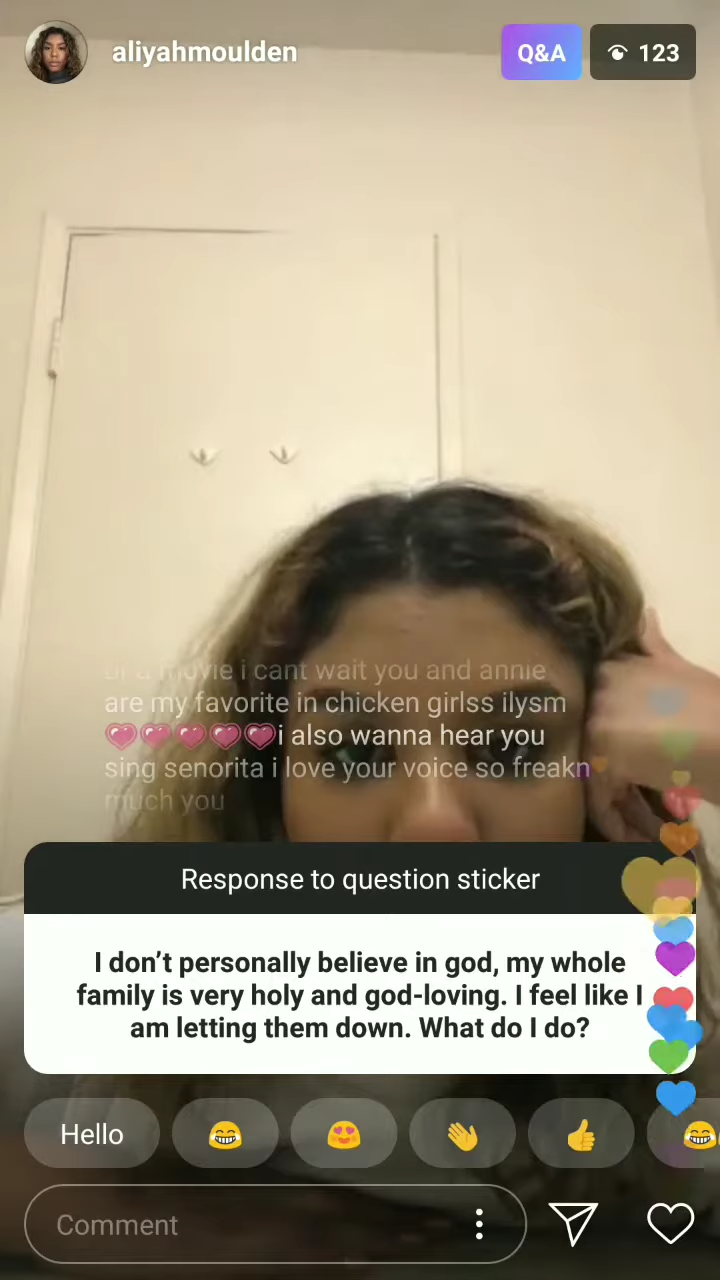 aliyahmoulden
Q&A
123
movie i cant wait you and annie
are my favorite in chicken girlss ilysm
💗💗💗💗💗i also wanna hear you
sing senorita i love your voice so freakn
much you
Response to question sticker
I don’t personally believe in god, my whole
family is very holy and god-loving. I feel like I
am letting them down. What do I do?
Hello
Comment